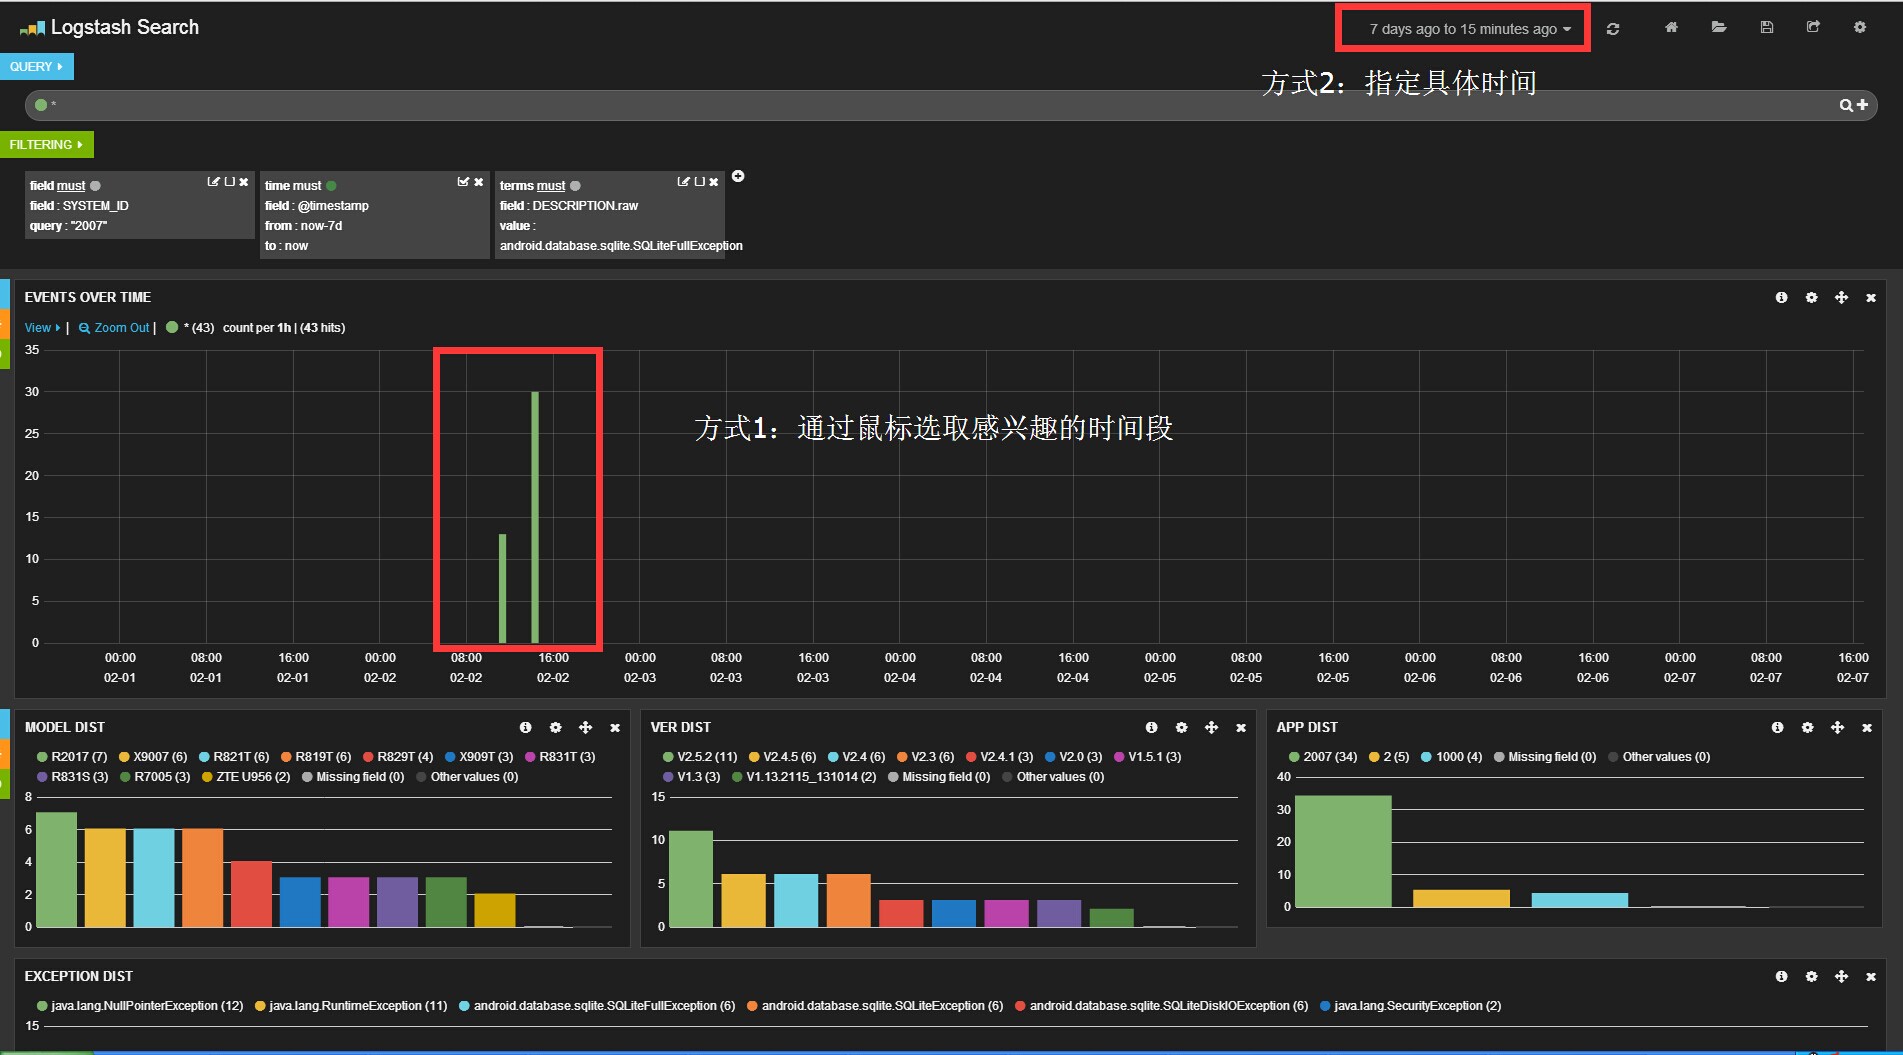 Logstash Search
7 days ago to 15 minutes ago
QUERY
方式2：指定具体时间
*
FILTERING
field must
field : SYSTEM_ID
query : "2007"
time must
field : @timestamp
from : now-7d
to : now
terms must
field : DESCRIPTION.raw
value :
android.database.sqlite.SQLiteFullException
EVENTS OVER TIME
View | Zoom Out | * (43) count per 1h | (43 hits)
35
30
25
20
15
10
5
0
方式1：通过鼠标选取感兴趣的时间段
00:00 08:00 16:00 00:00 08:00 16:00 00:00 08:00 16:00 00:00 08:00 16:00 00:00 08:00 16:00 00:00 08:00 16:00 00:00 08:00 16:00
02-01 02-01 02-01 02-02 02-02 02-02 02-03 02-03 02-03 02-04 02-04 02-04 02-05 02-05 02-05 02-06 02-06 02-06 02-07 02-07 02-07
MODEL DIST
R2017 (7) X9007 (6) R821T (6) R819T (6) R829T (4) X909T (3) R831T (3)
R831S (3) R7005 (3) ZTE U956 (2) Missing field (0) Other values (0)
8
6
4
2
0
VER DIST
V2.5.2 (11) V2.4.5 (6) V2.4 (6) V2.3 (6) V2.4.1 (3) V2.0 (3) V1.5.1 (3)
V1.3 (3) V1.13.2115_131014 (2) Missing field (0) Other values (0)
15
10
5
0
APP DIST
2007 (34) 2 (5) 1000 (4) Missing field (0) Other values (0)
40
30
20
10
0
EXCEPTION DIST
java.lang.NullPointerException (12) java.lang.RuntimeException (11) android.database.sqlite.SQLiteFullException (6) android.database.sqlite.SQLiteException (6) android.database.sqlite.SQLiteDiskIOException (6) java.lang.SecurityException (2)
15